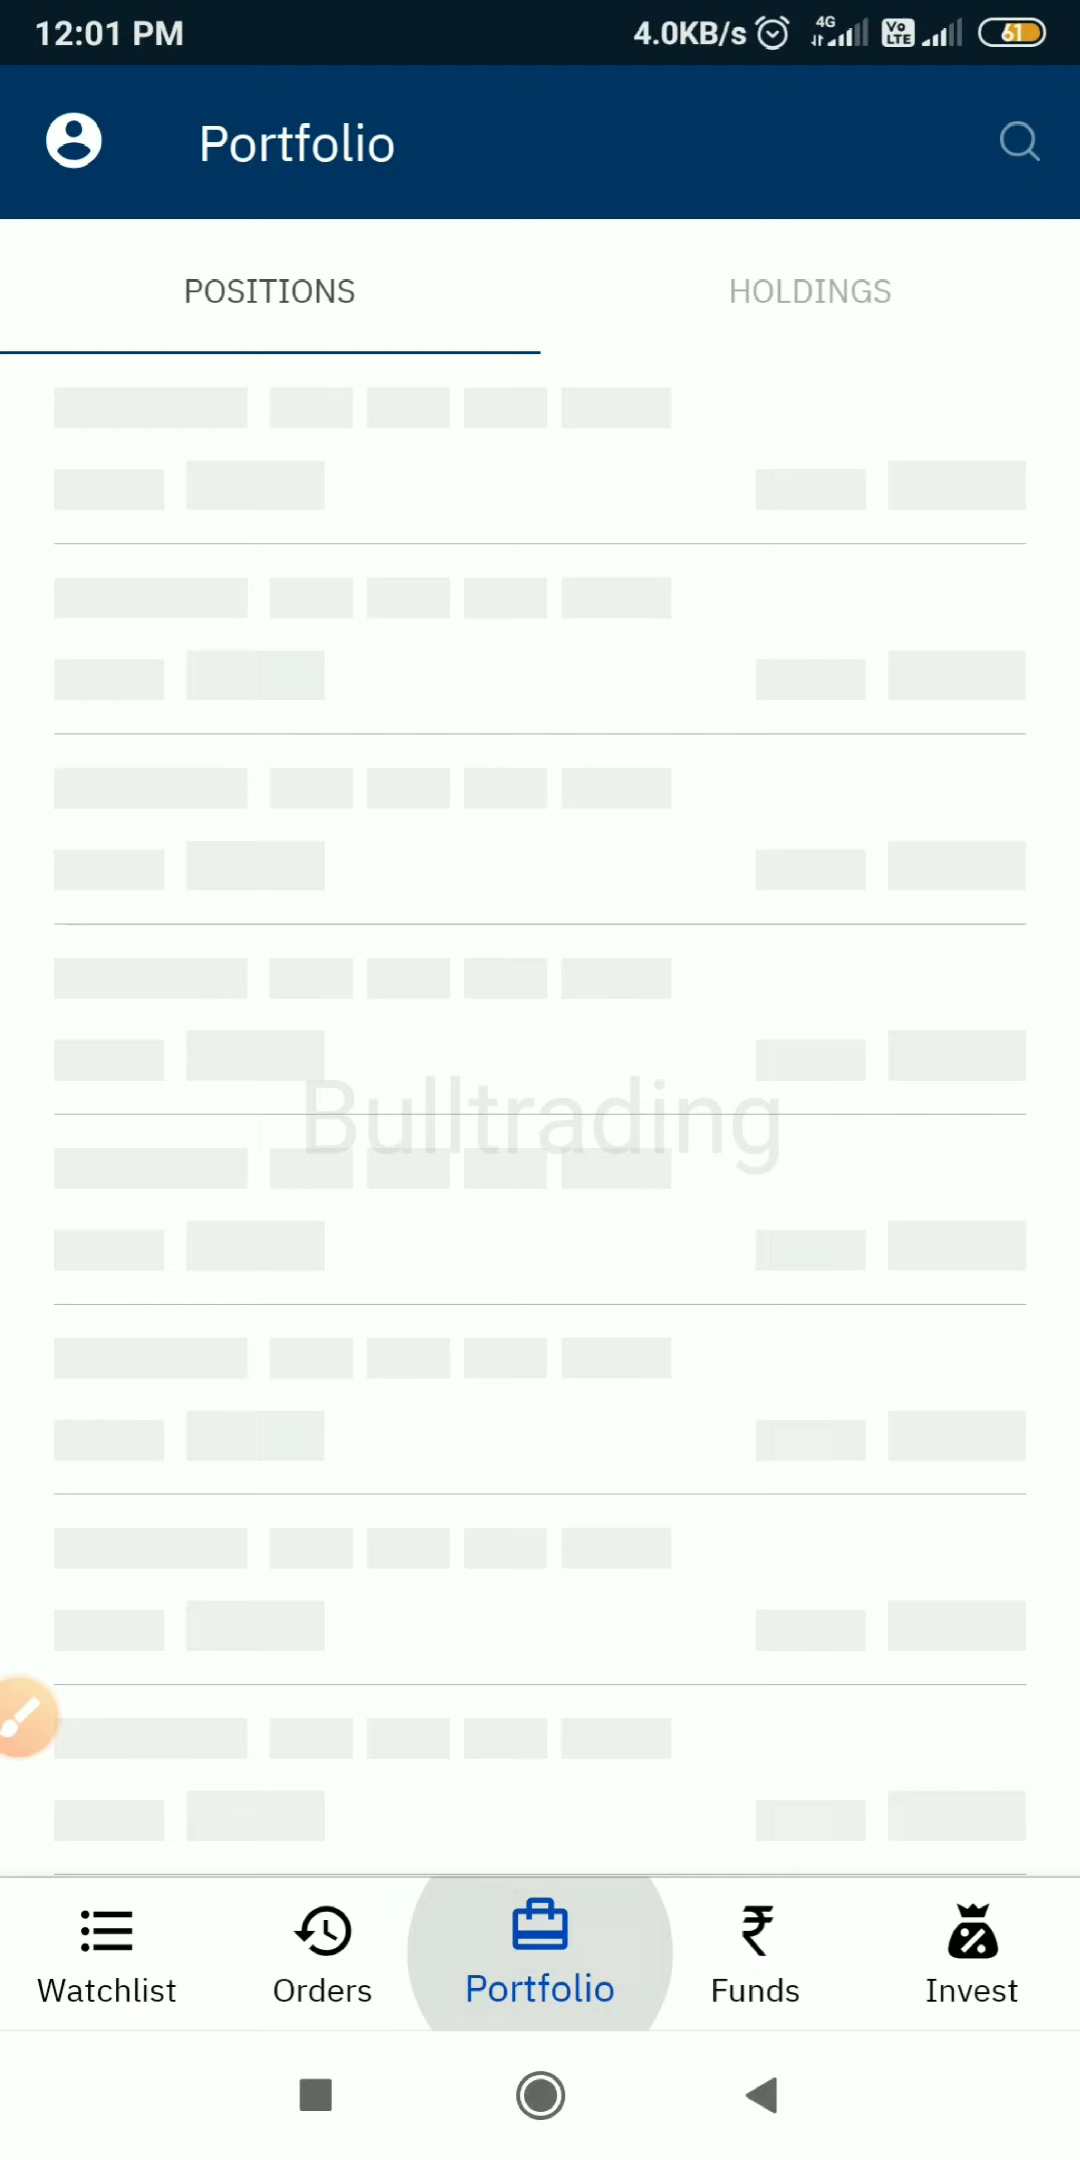 12:01 PM
4.0KB/s 4G Vo LTE 61
Portfolio
POSITIONS HOLDINGS
Bulltrading
Watchlist Orders Portfolio Funds Invest